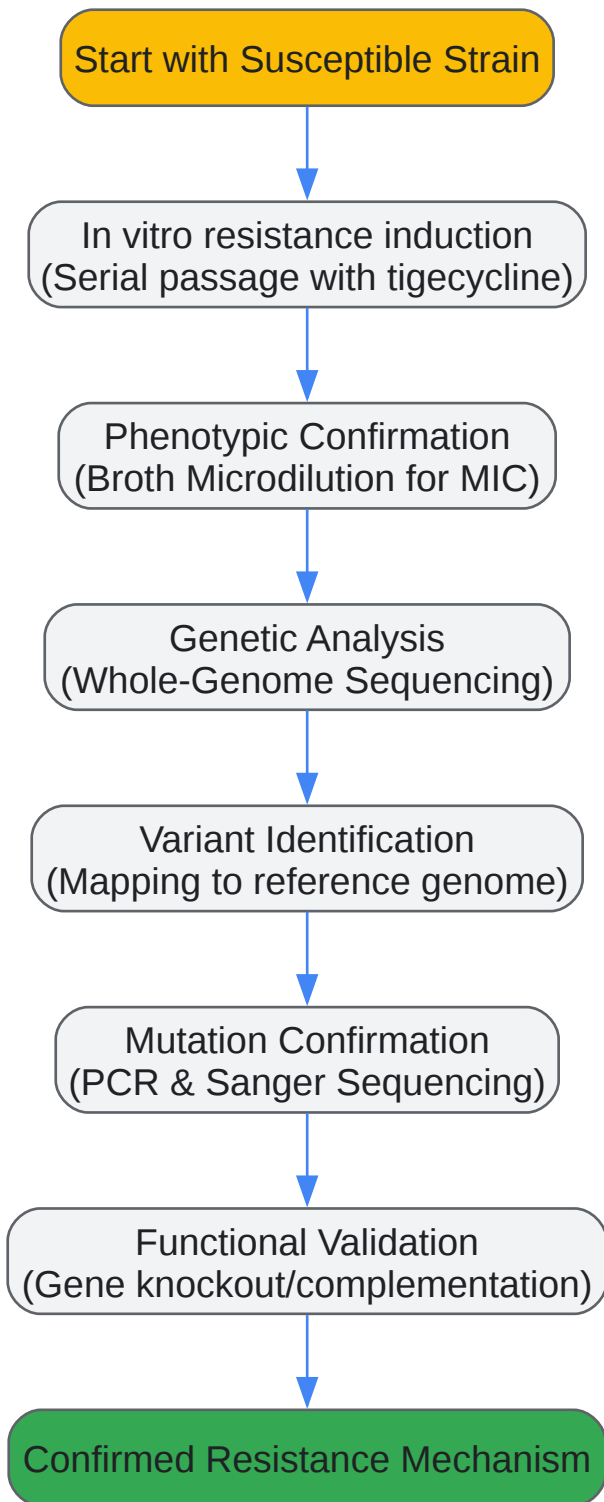 Start with Susceptible Strain
In vitro resistance induction
(Serial passage with tigecycline)
Phenotypic Confirmation
(Broth Microdilution for MIC)
Genetic Analysis
(Whole-Genome Sequencing)
Variant Identification
(Mapping to reference genome)
Mutation Confirmation
(PCR & Sanger Sequencing)
Functional Validation
(Gene knockout/complementation)
Confirmed Resistance Mechanism